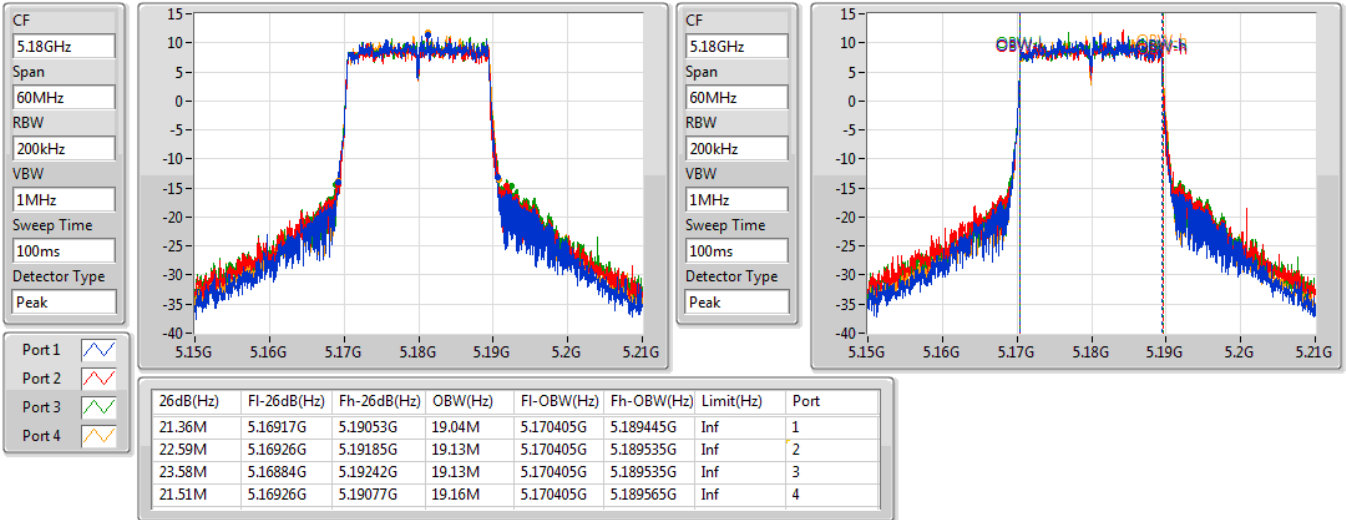 CF
5.18GHz
Span
60MHz
RBW
200kHz
VBW
1MHz
Sweep Time
100ms
Detector Type
Peak
15
10
5
0
-5
-10
-15
-20
-25
-30
-35
-40
5.15G 5.16G 5.17G 5.18G 5.19G 5.2G 5.21G
CF
5.18GHz
Span
60MHz
RBW
200kHz
VBW
1MHz
Sweep Time
100ms
Detector Type
Peak
15
10
5
0
-5
-10
-15
-20
-25
-30
-35
-40
5.15G 5.16G 5.17G 5.18G 5.19G 5.2G 5.21G
Port 1
Port 2
Port 3
Port 4
26dB(Hz) Fl-26dB(Hz) Fh-26dB(Hz) OBW(Hz) Fl-OBW(Hz) Fh-OBW(Hz) Limit(Hz) Port
21.36M 5.16917G 5.19053G 19.04M 5.170405G 5.189445G Inf 1
22.59M 5.16926G 5.19185G 19.13M 5.170405G 5.189535G Inf 2
23.58M 5.16884G 5.19242G 19.13M 5.170405G 5.189535G Inf 3
21.51M 5.16926G 5.19077G 19.16M 5.170405G 5.189565G Inf 4